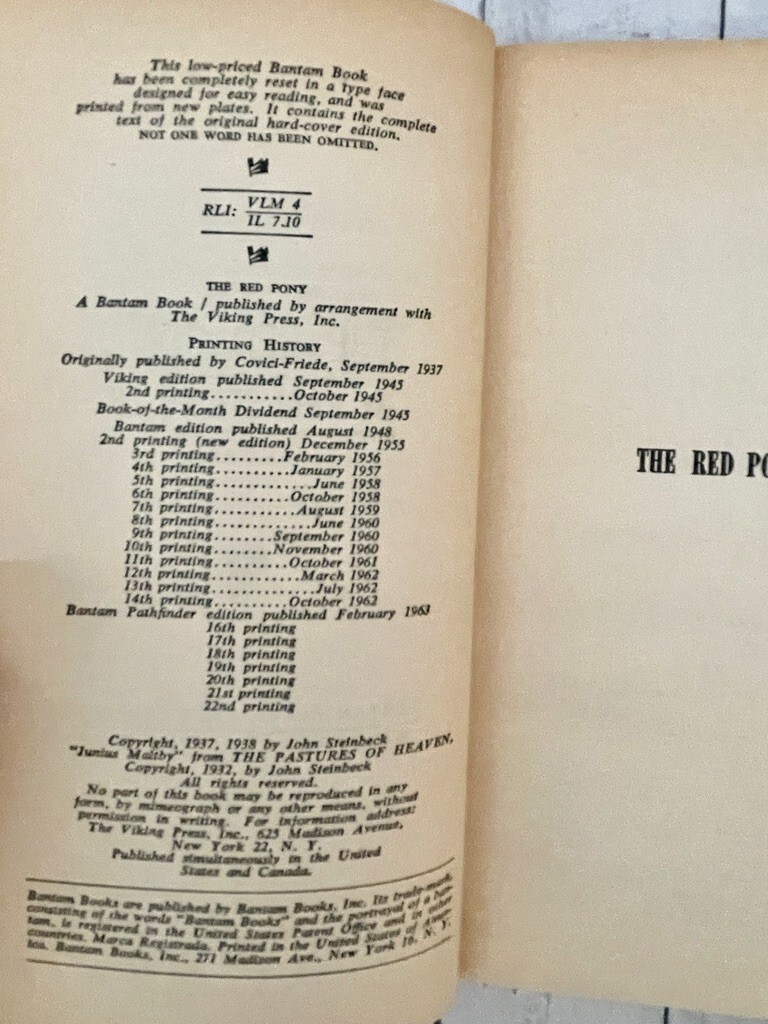 This low-priced Bantam Book
has been completely reset in a type face
designed for easy reading, and was
printed from new plates. It contains the complete
text of the original hard-cover edition.
NOT ONE WORD HAS BEEN OMITTED.
RLI: VLM 4
IL 7.10
THE RED PONY
A Bantam Book / published by arrangement with
The Viking Press, Inc.
PRINTING HISTORY
Originally published by Covici-Friede, September 1937
Viking edition published September 1945
2nd printing...........October 1945
Book-of-the-Month Dividend September 1945
Bantam edition published August 1948
2nd printing (new edition) December 1955
3rd printing.........February 1956
4th printing..........January 1957
5th printing.............June 1958
6th printing..........October 1958
7th printing...........August 1959
8th printing.............June 1960
9th printing........September 1960
10th printing........November 1960
11th printing.........October 1961
12th printing...........March 1962
13th printing............July 1962
14th printing.........October 1962
Bantam Pathfinder edition published February 1963
16th printing
17th printing
18th printing
19th printing
20th printing
21st printing
22nd printing
Copyright, 1937, 1938 by John Steinbeck
"Junius Maltby" from THE PASTURES OF HEAVEN,
Copyright, 1932, by John Steinbeck
All rights reserved.
No part of this book may be reproduced in any
form, by mimeograph or any other means, without
permission in writing. For information address:
The Viking Press, Inc., 625 Madison Avenue,
New York 22, N. Y.
Published simultaneously in the United
States and Canada.
Bantam Books are published by Bantam Books, Inc. Its trade-mark,
consisting of the words "Bantam Books" and the portrayal of a ban-
tam, is registered in the United States Patent Office and in other
countries. Marca Registrada. Printed in the United States of Amer-
ica. Bantam Books, Inc., 271 Madison Ave., New York 16, N. Y.
THE RED PO